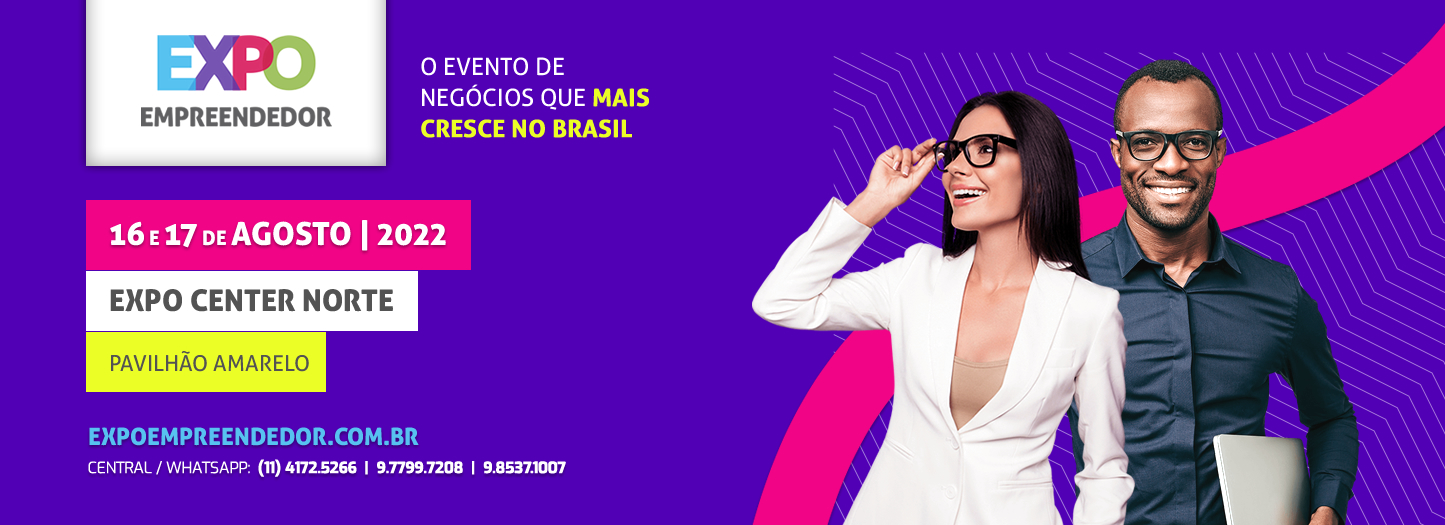 EXPO
EMPREENDEDOR
O EVENTO DE
NEGÓCIOS QUE MAIS
CRESCE NO BRASIL
16 E 17 DE AGOSTO | 2022
EXPO CENTER NORTE
PAVILHÃO AMARELO
EXPOEMPREENDEDOR.COM.BR
CENTRAL / WHATSAPP: (11) 4172.5266 | 9.7799.7208 | 9.8537.1007